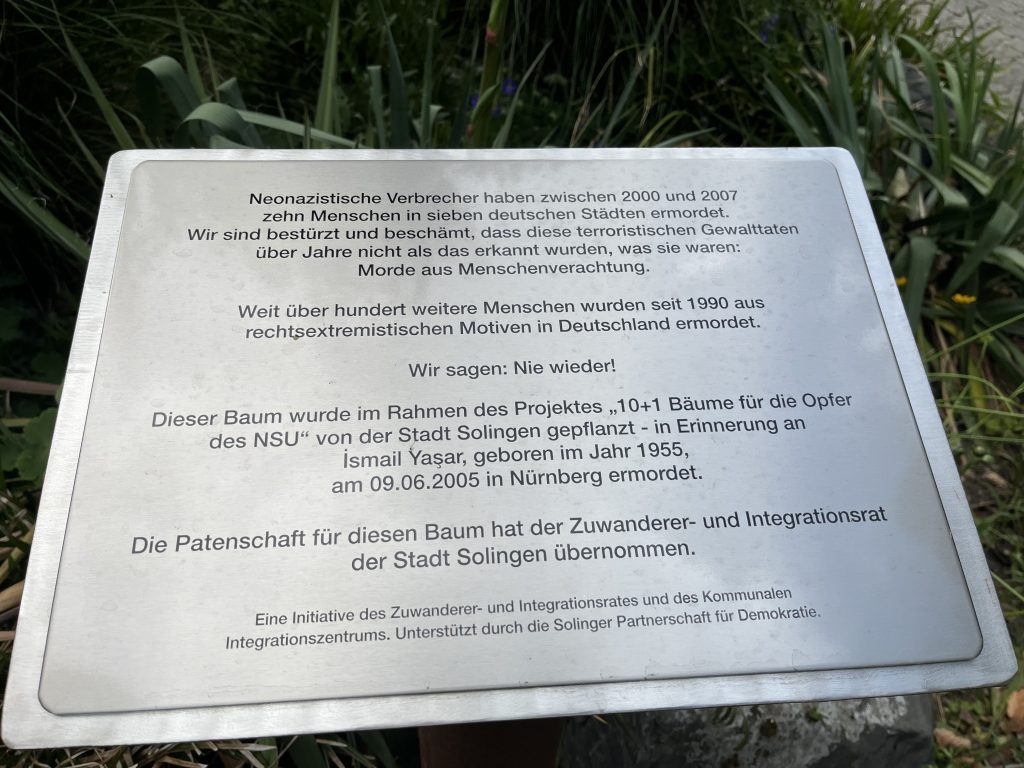 Neonazistische Verbrecher haben zwischen 2000 und 2007
zehn Menschen in sieben deutschen Städten ermordet.
Wir sind bestürzt und beschämt, dass diese terroristischen Gewalttaten
über Jahre nicht als das erkannt wurden, was sie waren:
Morde aus Menschenverachtung.
Weit über hundert weitere Menschen wurden seit 1990 aus
rechtsextremistischen Motiven in Deutschland ermordet.
Wir sagen: Nie wieder!
Dieser Baum wurde im Rahmen des Projektes „10+1 Bäume für die Opfer
des NSU“ von der Stadt Solingen gepflanzt - in Erinnerung an
İsmail Yaşar, geboren im Jahr 1955,
am 09.06.2005 in Nürnberg ermordet.
Die Patenschaft für diesen Baum hat der Zuwanderer- und Integrationsrat
der Stadt Solingen übernommen.
Eine Initiative des Zuwanderer- und Integrationsrates und des Kommunalen
Integrationszentrums. Unterstützt durch die Solinger Partnerschaft für Demokratie.